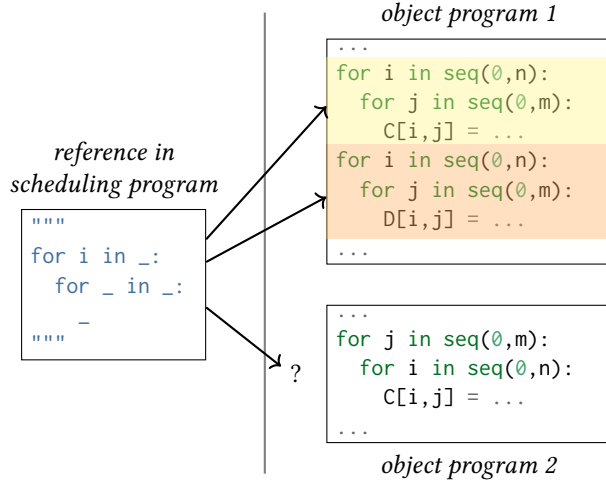 object program 1
...
for i in seq(0,n):
  for j in seq(0,m):
    C[i,j] = ...
for i in seq(0,n):
  for j in seq(0,m):
    D[i,j] = ...
...
reference in
scheduling program
"""
for i in _:
  for _ in _:
    _
"""
?
...
for j in seq(0,m):
  for i in seq(0,n):
    C[i,j] = ...
...
object program 2